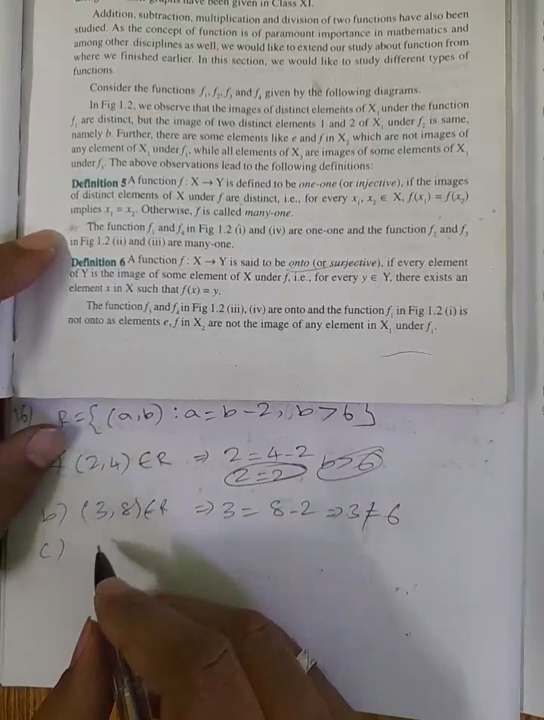 have been given in Class XI.
Addition, subtraction, multiplication and division of two functions have also been
studied. As the concept of function is of paramount importance in mathematics and
among other disciplines as well, we would like to extend our study about function from
where we finished earlier. In this section, we would like to study different types of
functions.
Consider the functions f₁, f₂, f₃ and f₄ given by the following diagrams.
In Fig 1.2, we observe that the images of distinct elements of X₁ under the function
f₁ are distinct, but the image of two distinct elements 1 and 2 of X₁ under f₂ is same,
namely b. Further, there are some elements like e and f in X₂ which are not images of
any element of X₁ under f₁, while all elements of X₃ are images of some elements of X₁
under f₃. The above observations lead to the following definitions:
Definition 5 A function f : X → Y is defined to be one-one (or injective), if the images
of distinct elements of X under f are distinct, i.e., for every x₁, x₂ ∈ X, f(x₁) = f(x₂)
implies x₁ = x₂. Otherwise, f is called many-one.
The function f₁ and f₄ in Fig 1.2 (i) and (iv) are one-one and the function f₂ and f₃
in Fig 1.2 (ii) and (iii) are many-one.
Definition 6 A function f : X → Y is said to be onto (or surjective), if every element
of Y is the image of some element of X under f, i.e., for every y ∈ Y, there exists an
element x in X such that f(x) = y.
The function f₃ and f₄ in Fig 1.2 (iii), (iv) are onto and the function f₁ in Fig 1.2 (i) is
not onto as elements e, f in X₂ are not the image of any element in X₁ under f₁.
16) R={(a,b) : a=b-2, b>6}
(2,4) ∈R ⇒ 2=4-2 b>6
2=2
b) (3,8)∈R ⇒ 3 = 8-2 ⇒ 3≠6
c)